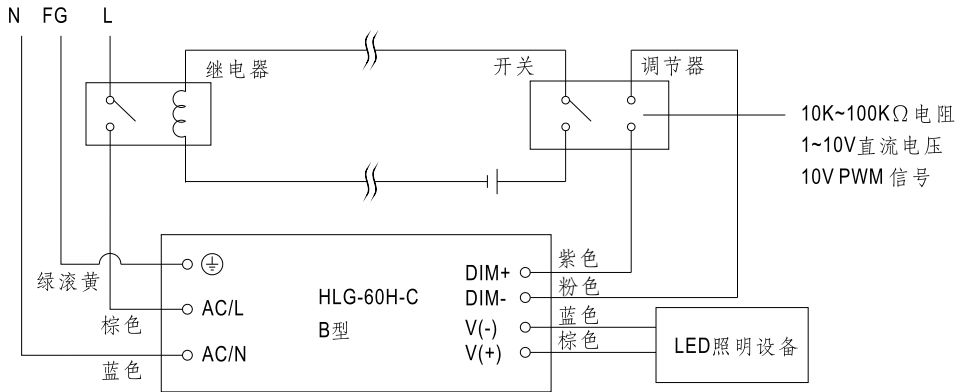 N FG L
继电器
开关
调节器
10K~100KΩ电阻
1~10V直流电压
10V PWM 信号
绿滚黄
棕色
蓝色
AC/L
AC/N
HLG-60H-C
B型
DIM+
DIM-
V(-)
V(+)
紫色
粉色
蓝色
棕色
LED照明设备